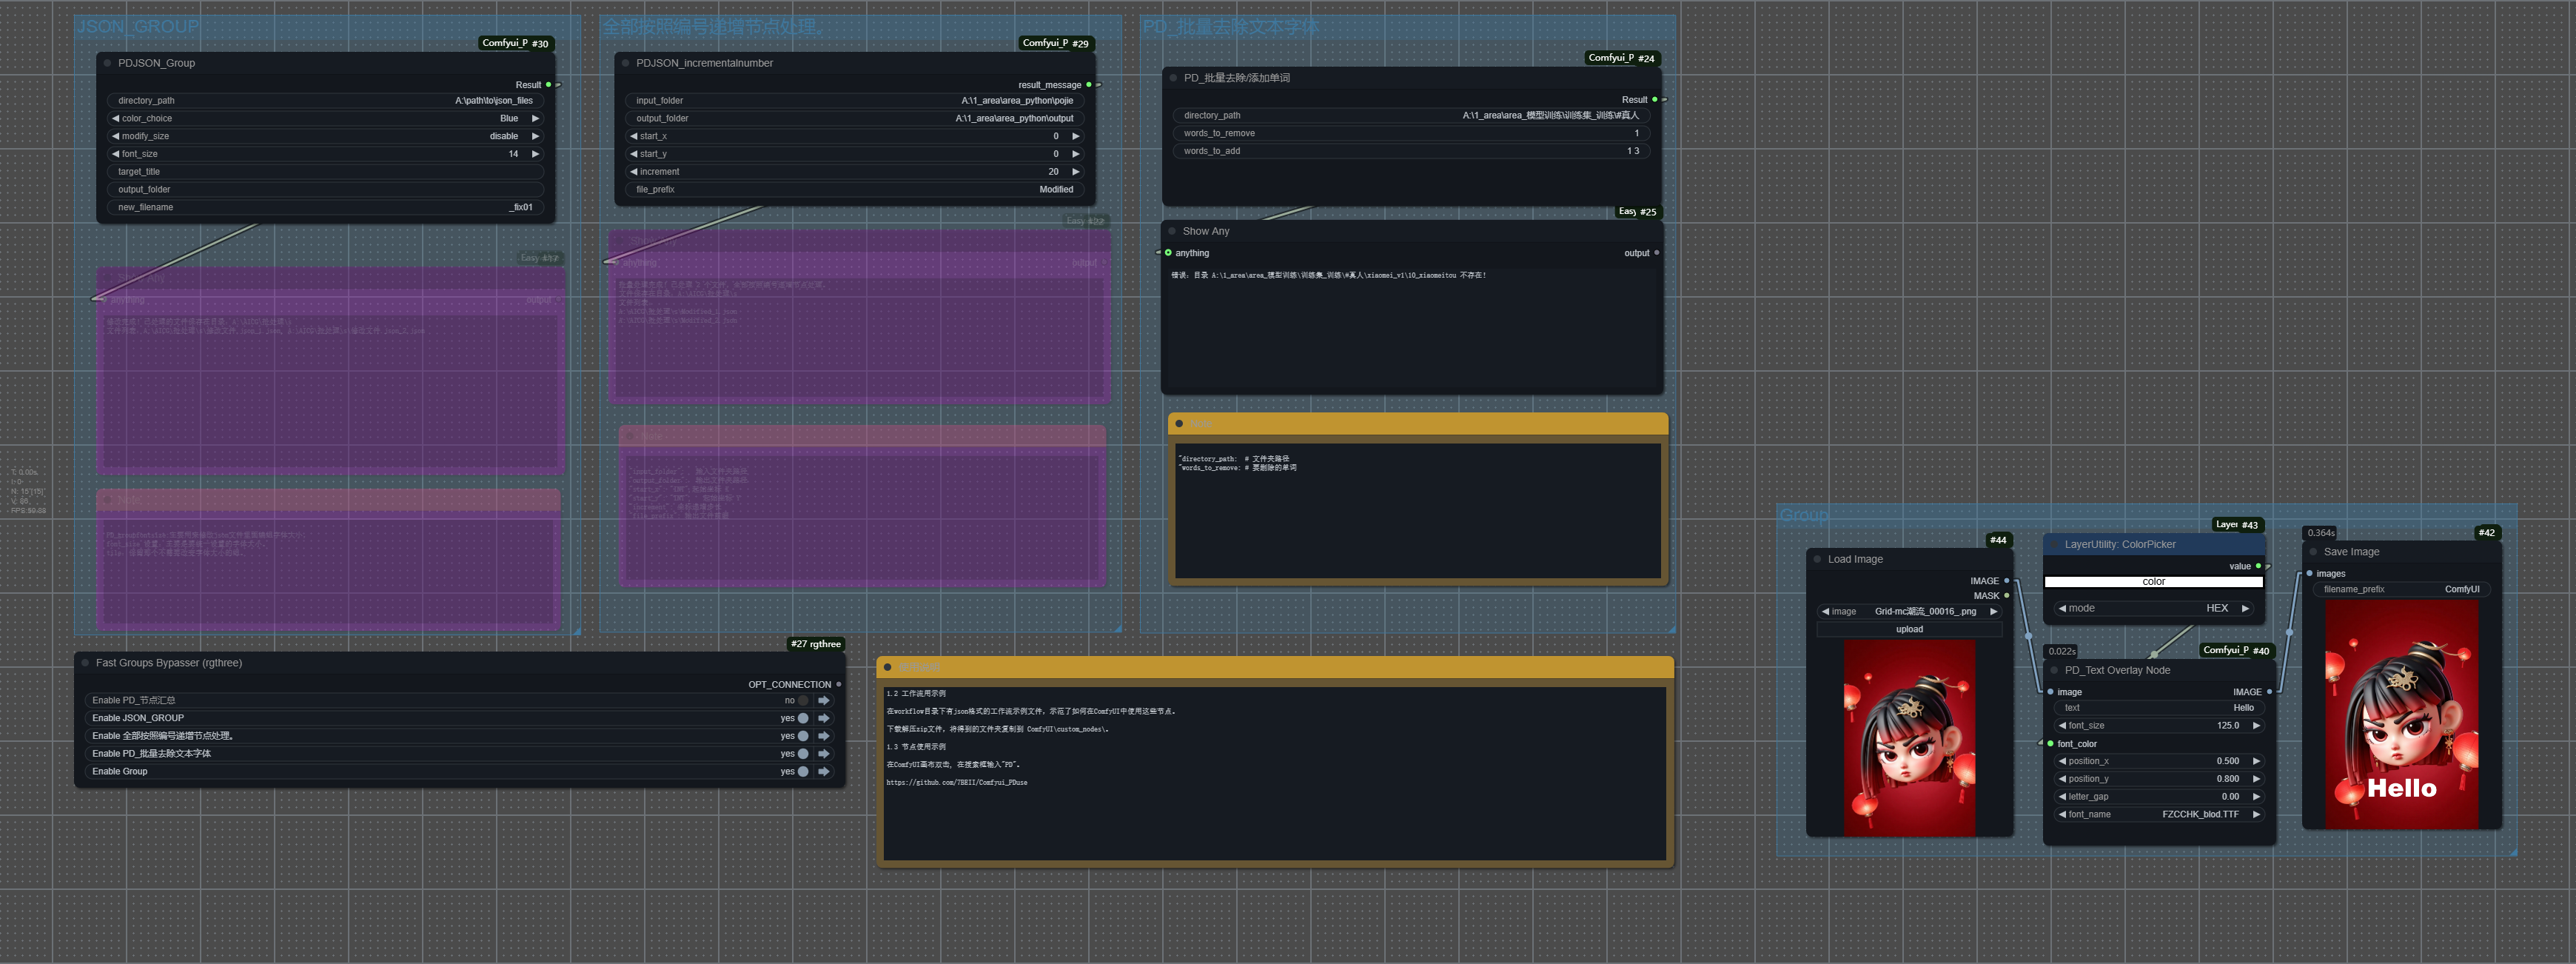 JSON_GROUP
Comfyui_P #30
PDJSON_Group
Result
directory_path A:\path\to\json_files
color_choice Blue
modify_size disable
font_size 14
target_title
output_folder
new_filename _fix01
anything
output
Note
全部按照编号递增节点处理。
Comfyui_P #29
PDJSON_incrementalnumber
result_message
input_folder A:\1_area\area_python\pojie
output_folder A:\1_area\area_python\output
start_x 0
start_y 0
increment 20
file_prefix Modified
anything
output
Note
PD_批量去除文本字体
Comfyui_P #24
PD_批量去除/添加单词
Result
directory_path A:\1_area\area_模型训练\训练集_训练\#真人
words_to_remove 1
words_to_add 1 3
Easy #25
Show Any
anything output
错误: 目录 A:\1_area\area_模型训练\训练集_训练\#真人\xiaomei_v1\10_xiaomeitou 不存在!
"directory_path: # 文件夹路径
"words_to_remove: # 要删除的单词
#27 rgthree
Fast Groups Bypasser (rgthree)
OPT_CONNECTION
Enable PD_节点汇总 no
Enable JSON_GROUP yes
Enable 全部按照编号递增节点处理。 yes
Enable PD_批量去除文本字体 yes
Enable Group yes
1.2 工作流用示例
在workflow目录下有json格式的工作流示例文件，示范了如何在ComfyUI中使用这些节点。
下载解压zip文件，将得到的文件夹复制到 ComfyUI\custom_nodes\。
1.3 节点使用示例
在ComfyUI画布双击，在搜索框输入"PD"。
https://github.com/7BEII/Comfyui_PDuse
Group
#44
Load Image
IMAGE
MASK
image Grid-mc潮流_00016_.png
upload
Layer #43
LayerUtility: ColorPicker
value
color
mode HEX
0.022s
Comfyui_P #40
PD_Text Overlay Node
image IMAGE
text Hello
font_size 125.0
font_color
position_x 0.500
position_y 0.800
letter_gap 0.00
font_name FZCCHK_blod.TTF
0.364s
#42
Save Image
images
filename_prefix ComfyUI
Hello